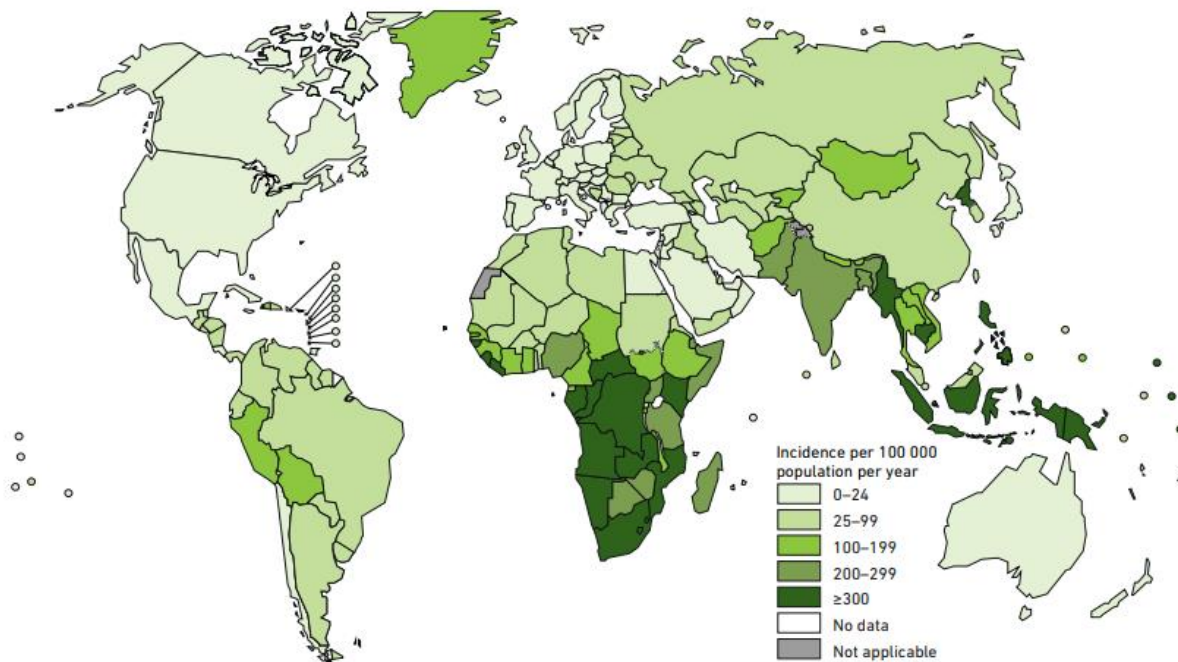 Incidence per 100 000
population per year
0–24
25–99
100–199
200–299
≥300
No data
Not applicable